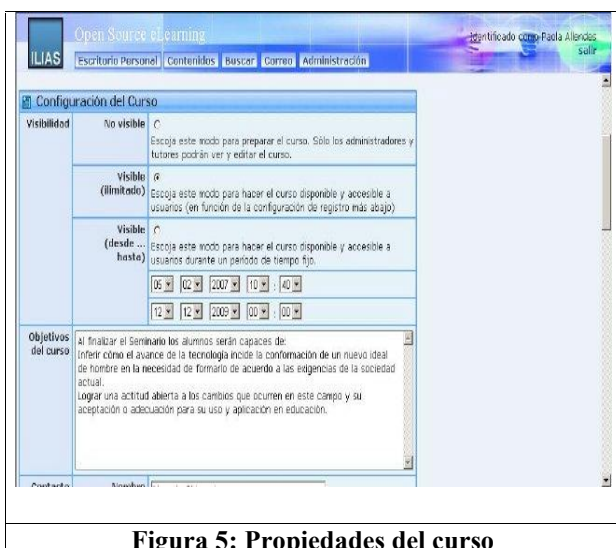 ILIAS
Open Source eLearning
Identificado como Paola Allendes
salir
Escritorio Personal Contenidos Buscar Correo Administración
Configuración del Curso
Visibilidad
No visible
Escoja este modo para preparar el curso. Sólo los administradores y
tutores podrán ver y editar el curso.
Visible
(ilimitado)
Escoja este modo para hacer el curso disponible y accesible a
usuarios (en función de la configuración de registro más abajo)
Visible
(desde ...
hasta)
Escoja este modo para hacer el curso disponible y accesible a
usuarios durante un período de tiempo fijo.
05 02 2007 10 : 40
12 12 2009 00 : 00
Objetivos
del curso
Al finalizar el Seminario los alumnos serán capaces de:
Inferir cómo el avance de la tecnología incide la conformación de un nuevo ideal
de hombre en la necesidad de formarlo de acuerdo a las exigencias de la sociedad
actual.
Lograr una actitud abierta a los cambios que ocurren en este campo y su
aceptación o adecuación para su uso y aplicación en educación.
Contacto
Nombre
Figura 5: Propiedades del curso